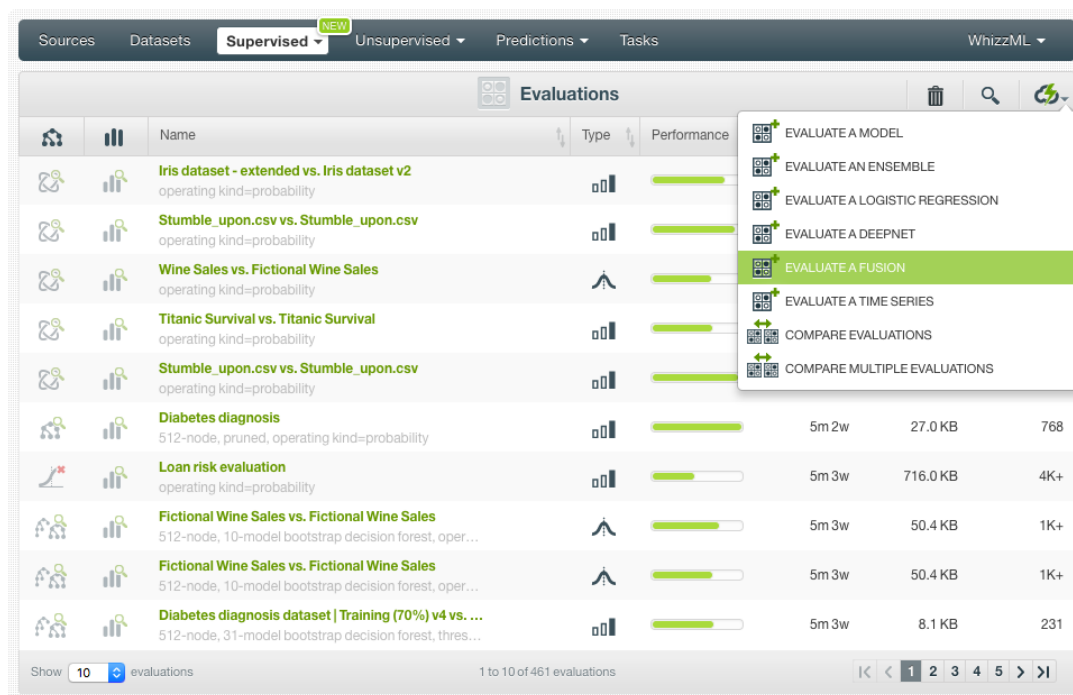 NEW
Sources Datasets Supervised Unsupervised Predictions Tasks WhizzML
Evaluations
Name Type Performance
EVALUATE A MODEL
EVALUATE AN ENSEMBLE
EVALUATE A LOGISTIC REGRESSION
EVALUATE A DEEPNET
EVALUATE A FUSION
EVALUATE A TIME SERIES
COMPARE EVALUATIONS
COMPARE MULTIPLE EVALUATIONS
Iris dataset - extended vs. Iris dataset v2
operating kind=probability
Stumble_upon.csv vs. Stumble_upon.csv
operating kind=probability
Wine Sales vs. Fictional Wine Sales
operating kind=probability
Titanic Survival vs. Titanic Survival
operating kind=probability
Stumble_upon.csv vs. Stumble_upon.csv
operating kind=probability
Diabetes diagnosis
512-node, pruned, operating kind=probability
5m 2w 27.0 KB 768
Loan risk evaluation
operating kind=probability
5m 3w 716.0 KB 4K+
Fictional Wine Sales vs. Fictional Wine Sales
512-node, 10-model bootstrap decision forest, oper…
5m 3w 50.4 KB 1K+
Fictional Wine Sales vs. Fictional Wine Sales
512-node, 10-model bootstrap decision forest, oper…
5m 3w 50.4 KB 1K+
Diabetes diagnosis dataset | Training (70%) v4 vs. …
512-node, 31-model bootstrap decision forest, thres…
5m 3w 8.1 KB 231
Show 10 evaluations 1 to 10 of 461 evaluations 1 2 3 4 5